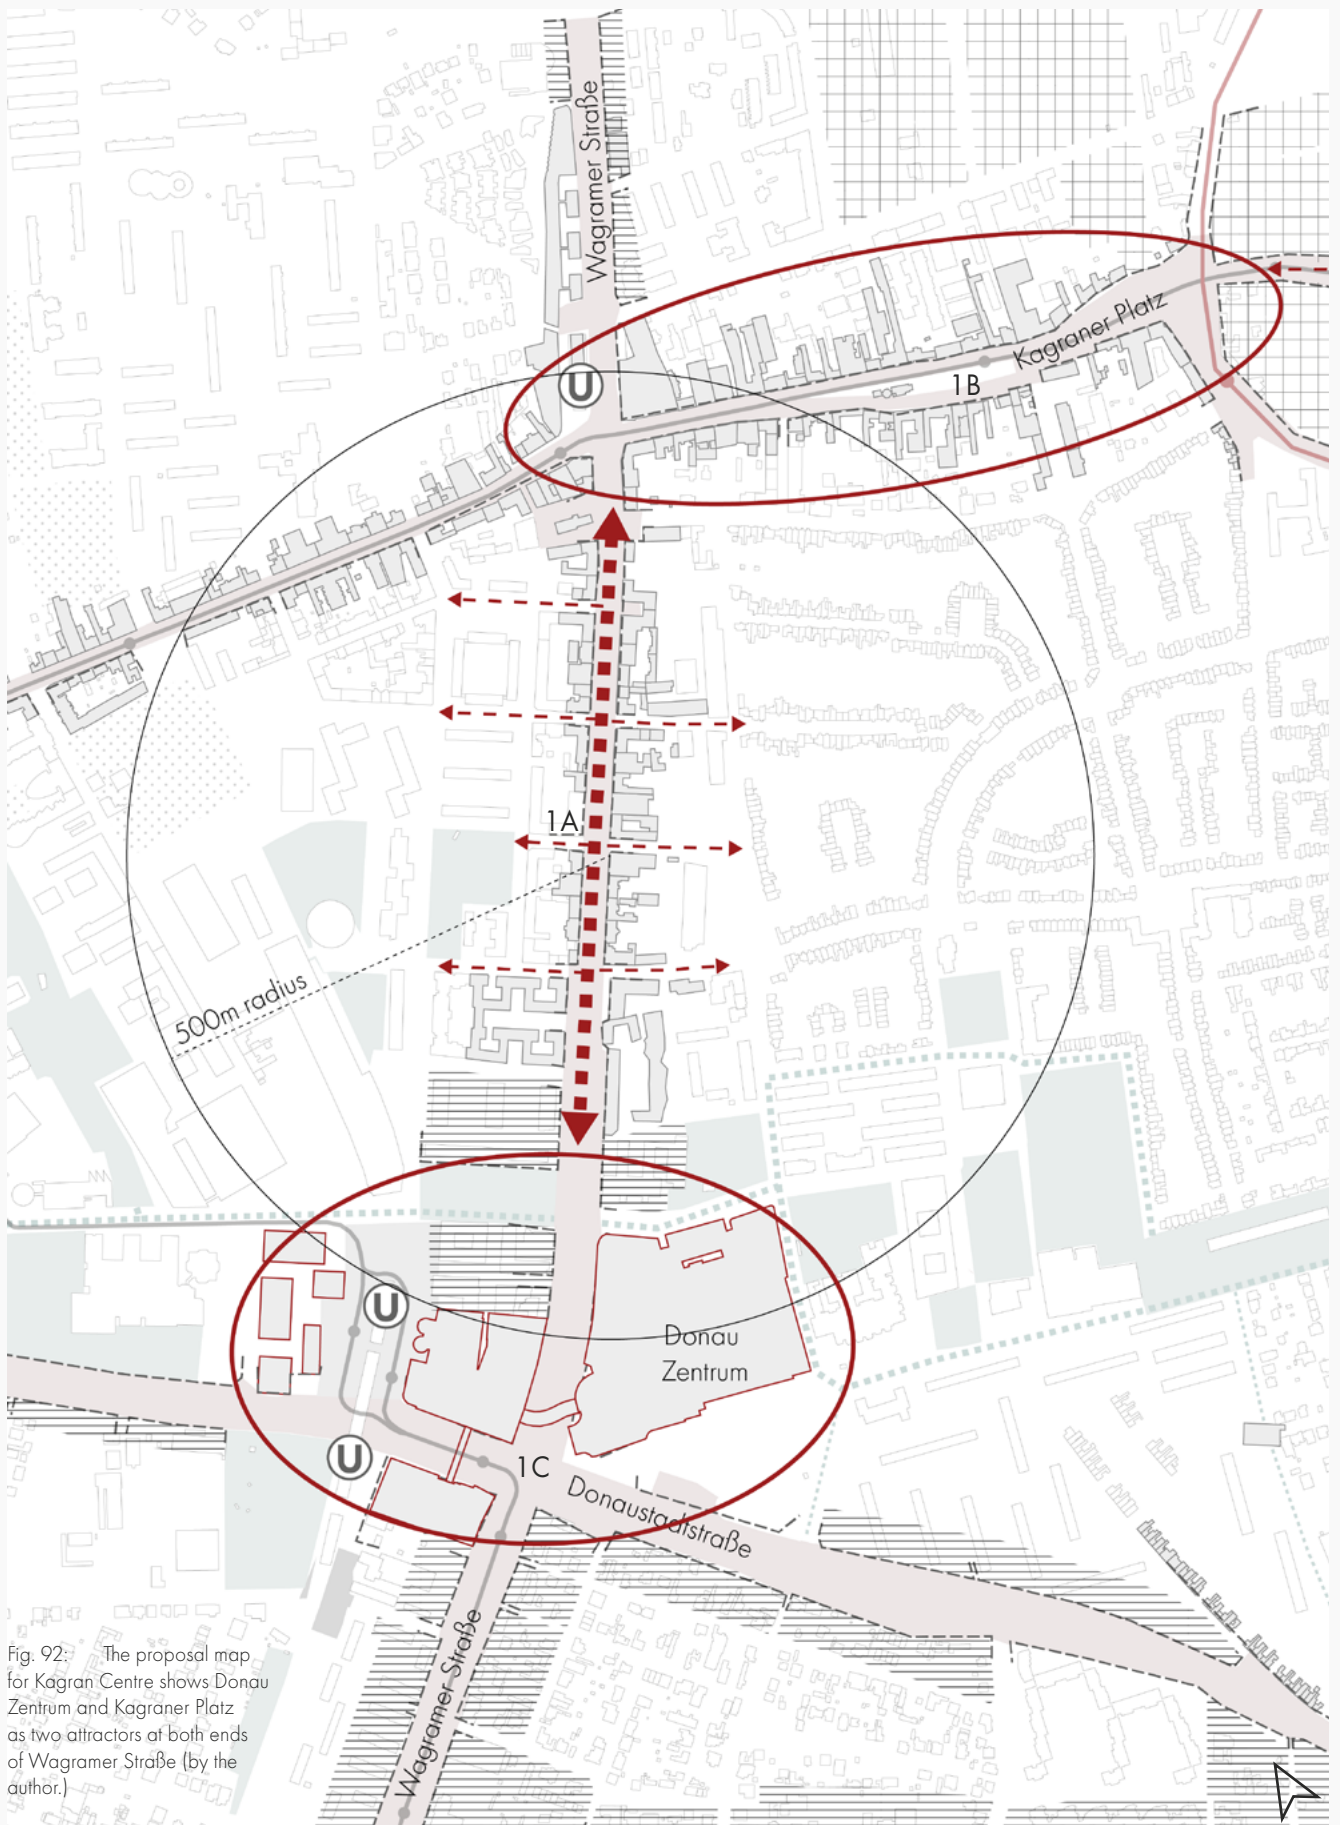 Wagramer Straße
Kagraner Platz
U
1B
1A
500m radius
U
Donau
Zentrum
U
1C
Donaustadtstraße
Wagramer Straße
Fig. 92: The proposal map
for Kagran Centre shows Donau
Zentrum and Kagraner Platz
as two attractors at both ends
of Wagramer Straße (by the
author.)